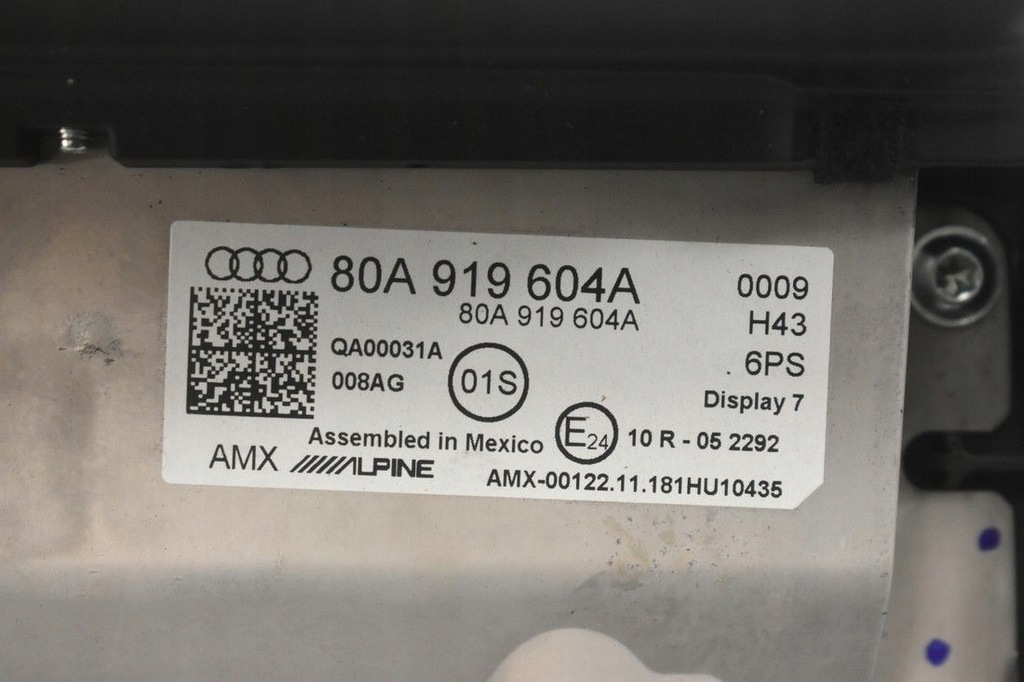 80A 919 604A
80A 919 604A
0009
H43
6PS
Display 7
QA00031A
008AG
01S
Assembled in Mexico
E24
10 R - 05 2292
AMX
ALPINE
AMX-00122.11.181HU10435